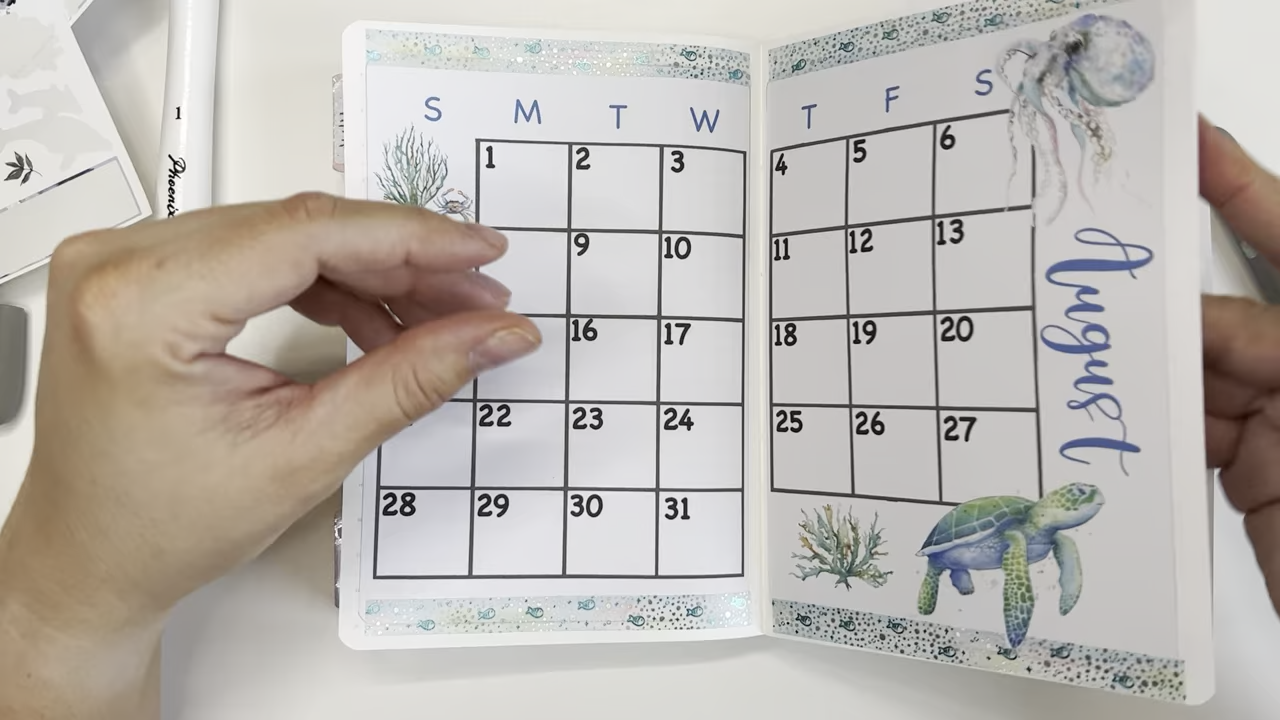 S M T W T F S
1 2 3 4 5 6
9 10 11 12 13
16 17 18 19 20
22 23 24 25 26 27
28 29 30 31
August
1
Phoenix